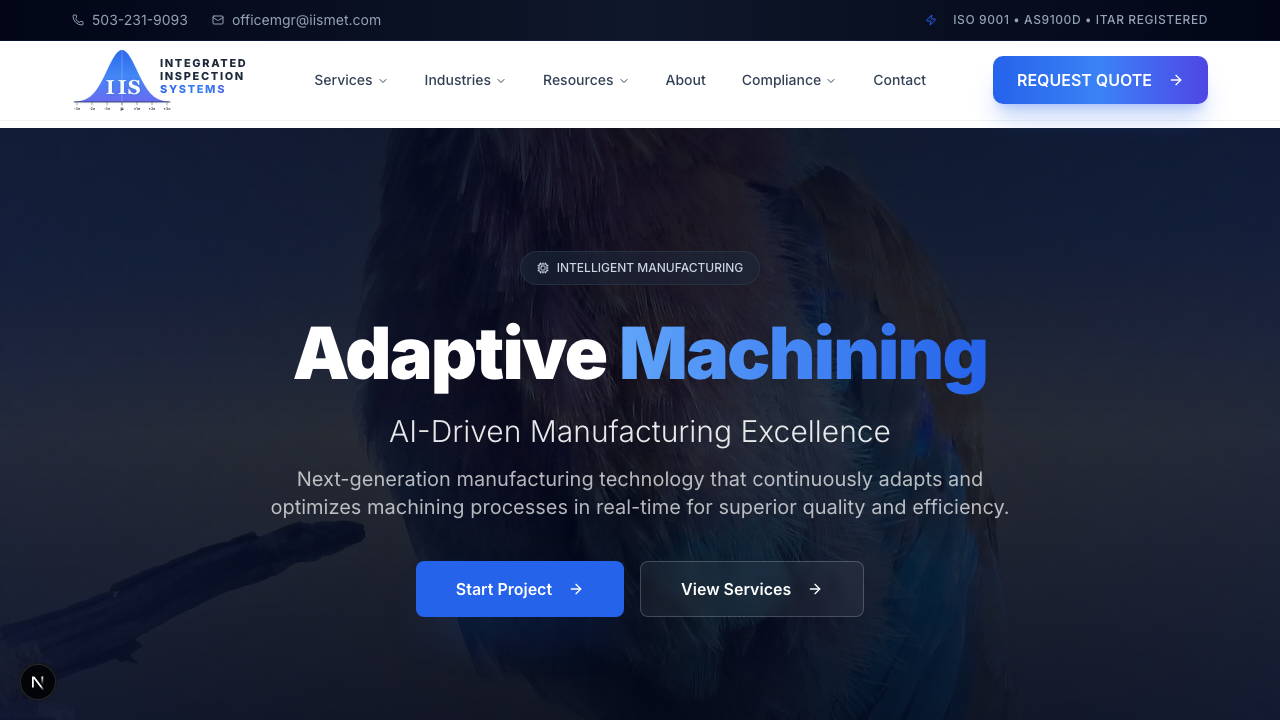 503-231-9093
officemgr@iismet.com
ISO 9001 • AS9100D • ITAR REGISTERED
IIS
INTEGRATED
INSPECTION
SYSTEMS
Services
Industries
Resources
About
Compliance
Contact
REQUEST QUOTE
INTELLIGENT MANUFACTURING
Adaptive Machining
AI-Driven Manufacturing Excellence
Next-generation manufacturing technology that continuously adapts and
optimizes machining processes in real-time for superior quality and efficiency.
Start Project
View Services
N